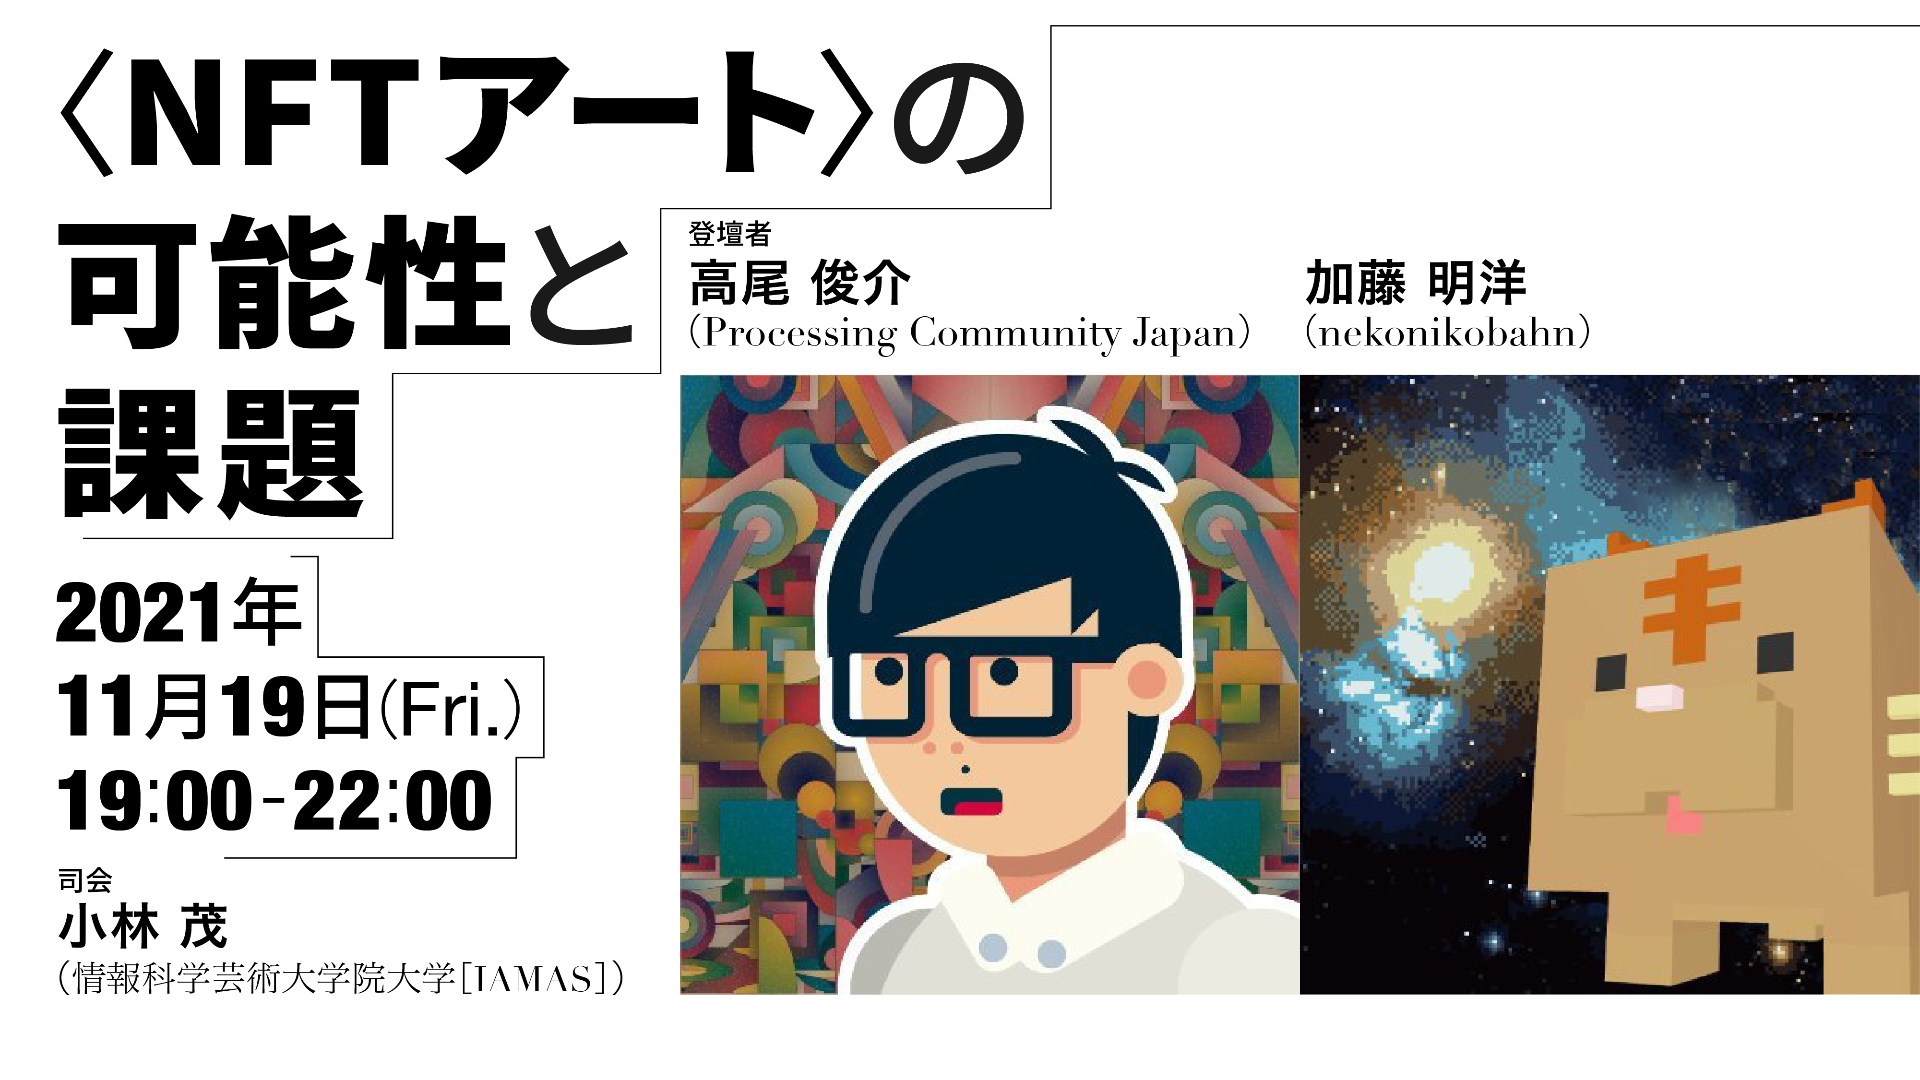 〈NFTアート〉の
可能性と
課題
2021年
11月19日(Fri.)
19:00-22:00
司会
小林 茂
（情報科学芸術大学院大学[IAMAS]）
登壇者
高尾 俊介
（Processing Community Japan）
加藤 明洋
（nekonikobahn）